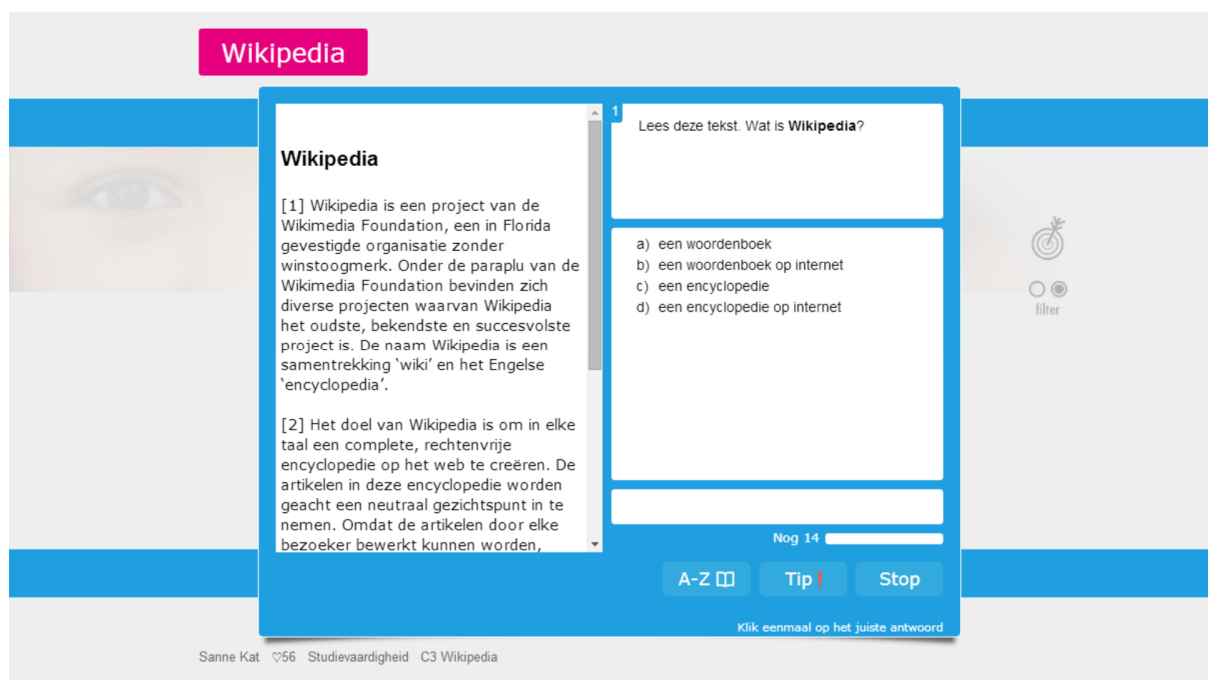 Wikipedia
Wikipedia
[1] Wikipedia is een project van de
Wikimedia Foundation, een in Florida
gevestigde organisatie zonder
winstoogmerk. Onder de paraplu van de
Wikimedia Foundation bevinden zich
diverse projecten waarvan Wikipedia
het oudste, bekendste en succesvolste
project is. De naam Wikipedia is een
samentrekking ‘wiki’ en het Engelse
‘encyclopedia’.
[2] Het doel van Wikipedia is om in elke
taal een complete, rechtenvrije
encyclopedie op het web te creëren. De
artikelen in deze encyclopedie worden
geacht een neutraal gezichtspunt in te
nemen. Omdat de artikelen door elke
bezoeker bewerkt kunnen worden,
1
Lees deze tekst. Wat is Wikipedia?
a) een woordenboek
b) een woordenboek op internet
c) een encyclopedie
d) een encyclopedie op internet
Nog 14
A-Z
Tip !
Stop
Klik eenmaal op het juiste antwoord
filter
Sanne Kat ♡56 Studievaardigheid C3 Wikipedia